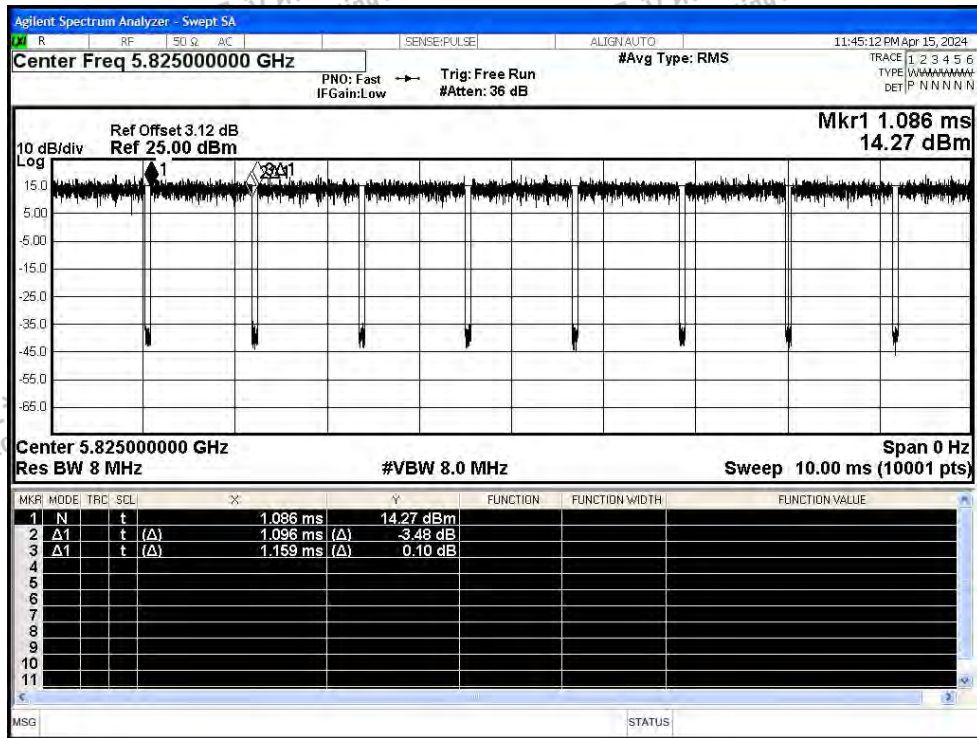 Agilent Spectrum Analyzer - Swept SA
LXI R RF 50 Ω AC SENSE:PULSE ALIGN AUTO 11:45:12 PM Apr 15, 2024
Center Freq 5.825000000 GHz #Avg Type: RMS TRACE 1 2 3 4 5 6
PNO: Fast Trig: Free Run TYPE WWWWWW
IFGain:Low #Atten: 36 dB DET P N N N N N
Mkr1 1.086 ms
Ref Offset 3.12 dB
10 dB/div Ref 25.00 dBm 14.27 dBm
Log
1 3Δ1
15.0
5.00
-5.00
-15.0
-25.0
-35.0
-45.0
-55.0
-65.0
Center 5.825000000 GHz Span 0 Hz
Res BW 8 MHz #VBW 8.0 MHz Sweep 10.00 ms (10001 pts)
MKR MODE TRC SCL X Y FUNCTION FUNCTION WIDTH FUNCTION VALUE
1 N t 1.086 ms 14.27 dBm
2 Δ1 t (Δ) 1.096 ms (Δ) -3.48 dB
3 Δ1 t (Δ) 1.159 ms (Δ) 0.10 dB
4
5
6
7
8
9
10
11
MSG STATUS